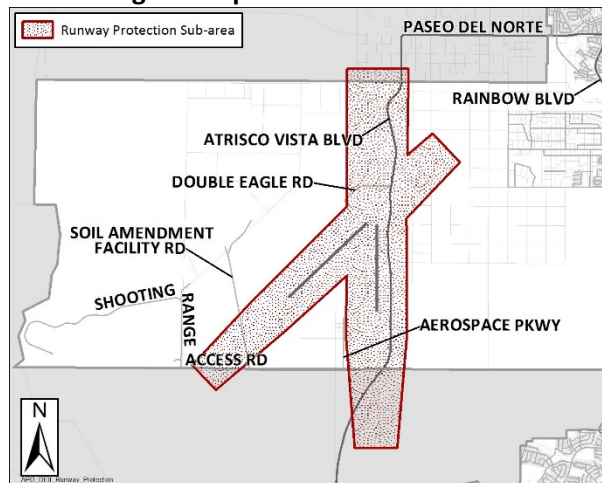 Runway Protection Sub-area
PASEO DEL NORTE
RAINBOW BLVD
ATRISCO VISTA BLVD
DOUBLE EAGLE RD
SOIL AMENDMENT
FACILITY RD
SHOOTING
RANGE
ACCESS RD
AEROSPACE PKWY
N
APO_DEII_Runway_Protection